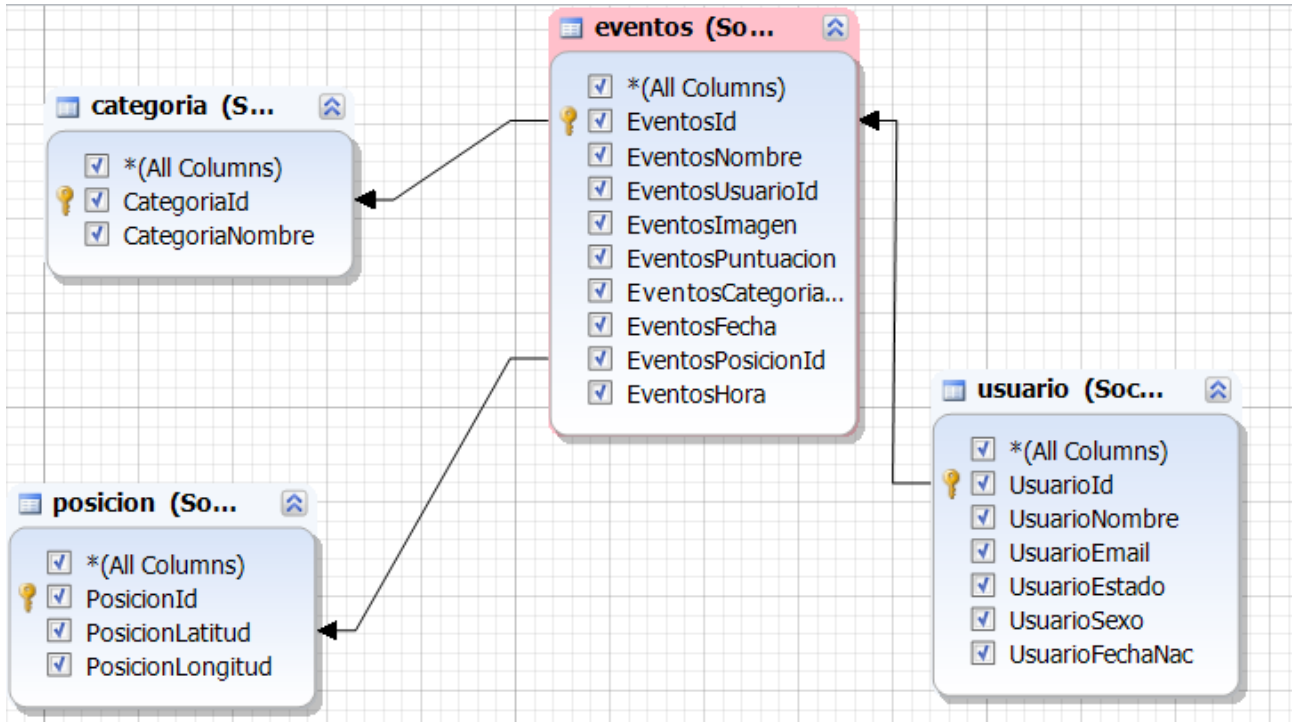 eventos (So...
*(All Columns)
EventosId
EventosNombre
EventosUsuarioId
EventosImagen
EventosPuntuacion
EventosCategoria...
EventosFecha
EventosPosicionId
EventosHora
categoria (S...
*(All Columns)
CategoriaId
CategoriaNombre
usuario (Soc...
*(All Columns)
UsuarioId
UsuarioNombre
UsuarioEmail
UsuarioEstado
UsuarioSexo
UsuarioFechaNac
posicion (So...
*(All Columns)
PosicionId
PosicionLatitud
PosicionLongitud